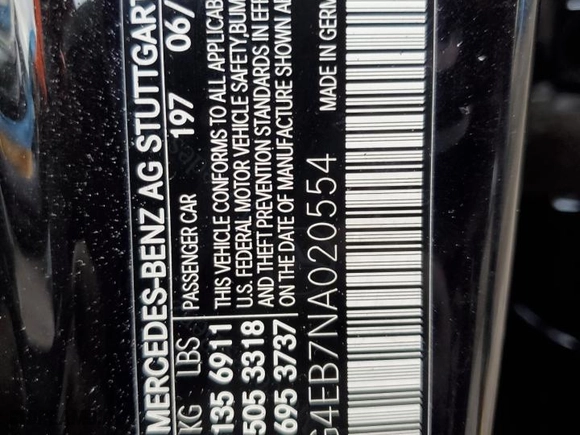 MERCEDES-BENZ AG STUTTGART
197 06/
KG LBS PASSENGER CAR
135 6911 THIS VEHICLE CONFORMS TO ALL APPLICAB
505 3318 U.S. FEDERAL MOTOR VEHICLE SAFETY, BUM
695 3737 AND THEFT PREVENTION STANDARDS IN EFF
ON THE DATE OF MANUFACTURE SHOWN A
G4EB7NA020554 MADE IN GERM